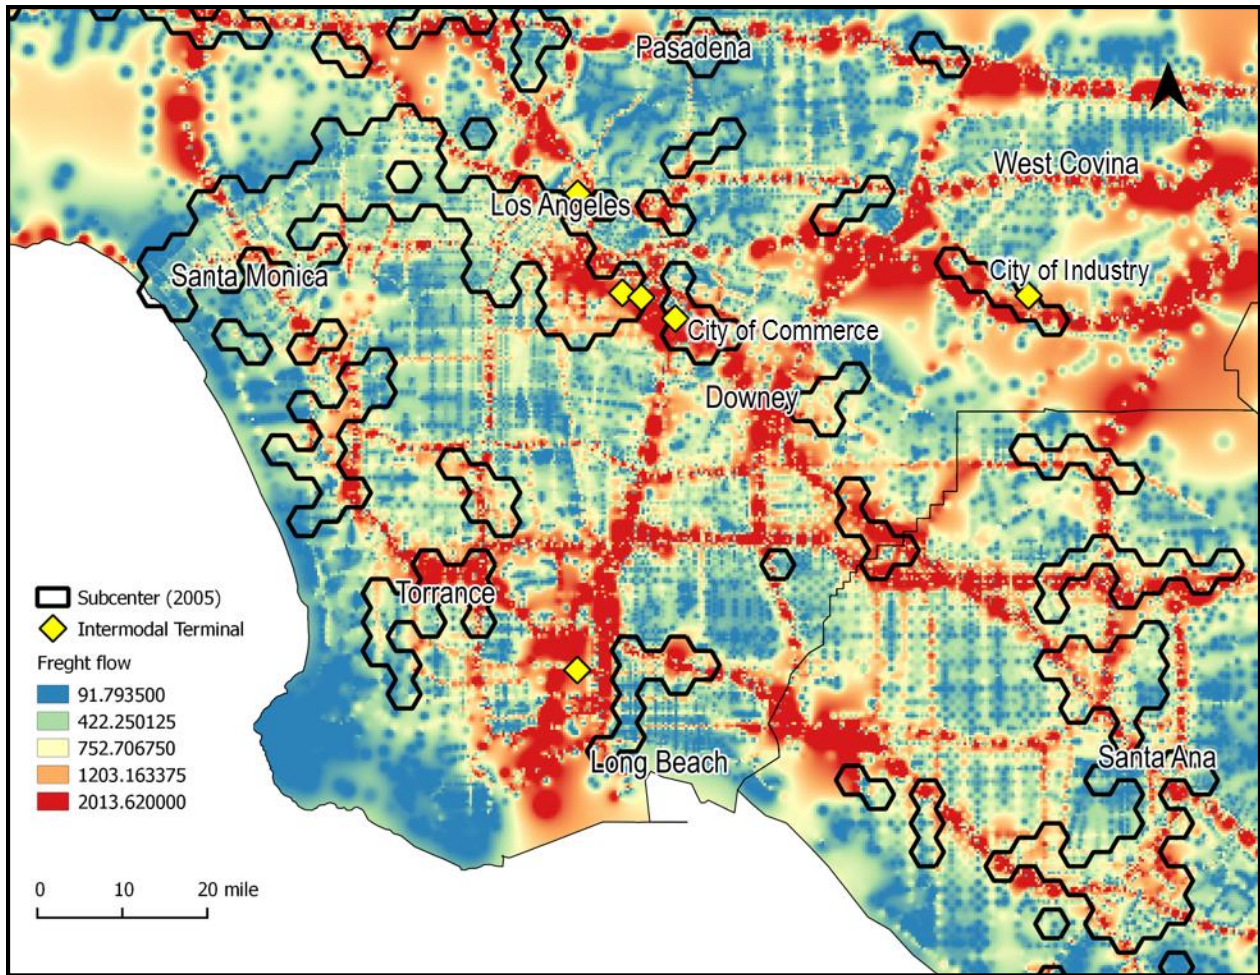 Pasadena
West Covina
Los Angeles
Santa Monica
City of Industry
City of Commerce
Downey
Torrance
Long Beach
Santa Ana
Subcenter (2005)
Intermodal Terminal
Freght flow
91.793500
422.250125
752.706750
1203.163375
2013.620000
0 10 20 mile